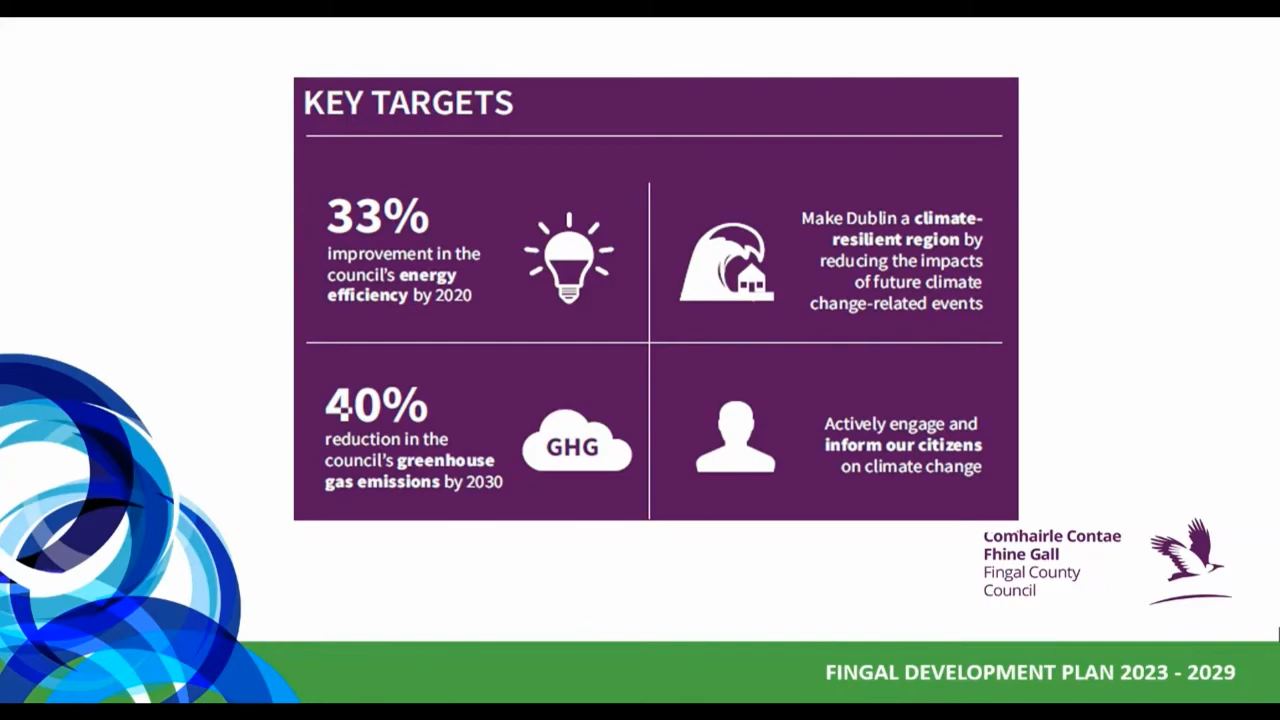 KEY TARGETS
33%
improvement in the
council's energy
efficiency by 2020
Make Dublin a climate-
resilient region by
reducing the impacts
of future climate
change-related events
40%
reduction in the
council's greenhouse
gas emissions by 2030
GHG
Actively engage and
inform our citizens
on climate change
Comhairle Contae
Fhine Gall
Fingal County
Council
FINGAL DEVELOPMENT PLAN 2023 - 2029